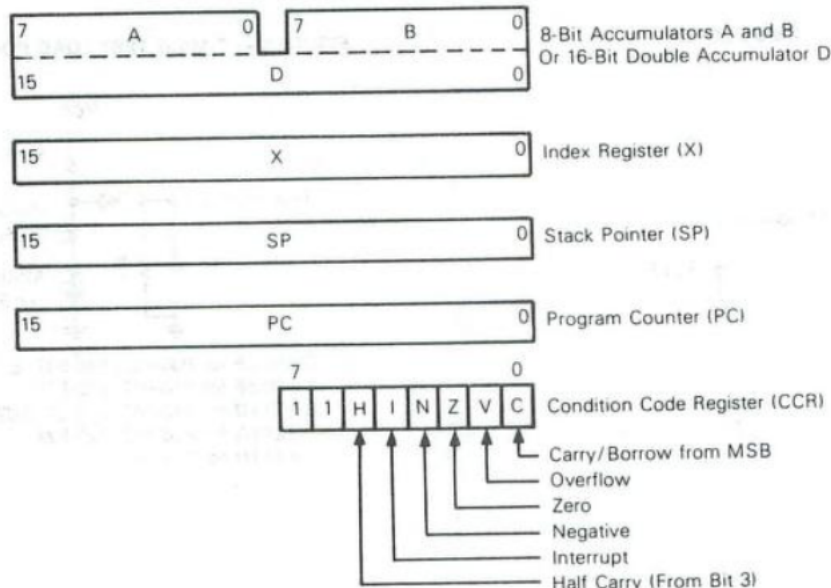 7 A 0 7 B 0
8-Bit Accumulators A and B
Or 16-Bit Double Accumulator D
15 D 0
15 X 0 Index Register (X)
15 SP 0 Stack Pointer (SP)
15 PC 0 Program Counter (PC)
7 0
1 1 H I N Z V C Condition Code Register (CCR)
Carry/Borrow from MSB
Overflow
Zero
Negative
Interrupt
Half Carry (From Bit 3)